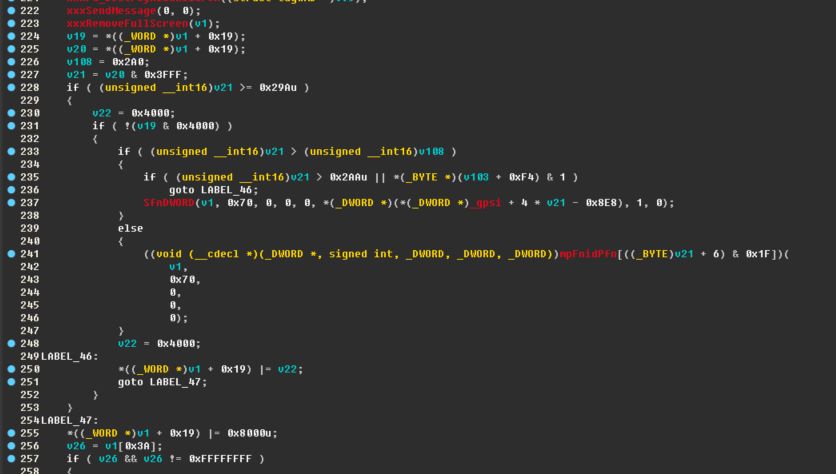 222 xxxSendMessage(0, 0);
223 xxxRemoveFullScreen(v1);
224 v19 = *((_WORD *)v1 + 0x19);
225 v20 = *((_WORD *)v1 + 0x19);
226 v108 = 0x2A0;
227 v21 = v20 & 0x3FFF;
228 if ( (unsigned __int16)v21 >= 0x29Au )
229 {
230 v22 = 0x4000;
231 if ( !(v19 & 0x4000) )
232 {
233 if ( (unsigned __int16)v21 > (unsigned __int16)v108 )
234 {
235 if ( (unsigned __int16)v21 > 0x2AAu || *(_BYTE *)(v103 + 0xF4) & 1 )
236 goto LABEL_46;
237 SfnDWORD(v1, 0x70, 0, 0, 0, *(_DWORD *)(*(_DWORD *)_gpsi + 4 * v21 - 0x8E8), 1, 0);
238 }
239 else
240 {
241 ((void (__cdecl *)(_DWORD *, signed int, _DWORD, _DWORD, _DWORD))mpFnidPfn[((_BYTE)v21 + 6) & 0x1F])(
242 v1,
243 0x70,
244 0,
245 0,
246 0);
247 }
248 v22 = 0x4000;
249 LABEL_46:
250 *((_WORD *)v1 + 0x19) |= v22;
251 goto LABEL_47;
252 }
253 }
254 LABEL_47:
255 *((_WORD *)v1 + 0x19) |= 0x8000u;
256 v26 = v1[0x3A];
257 if ( v26 && v26 != 0xFFFFFFFF )
258 {